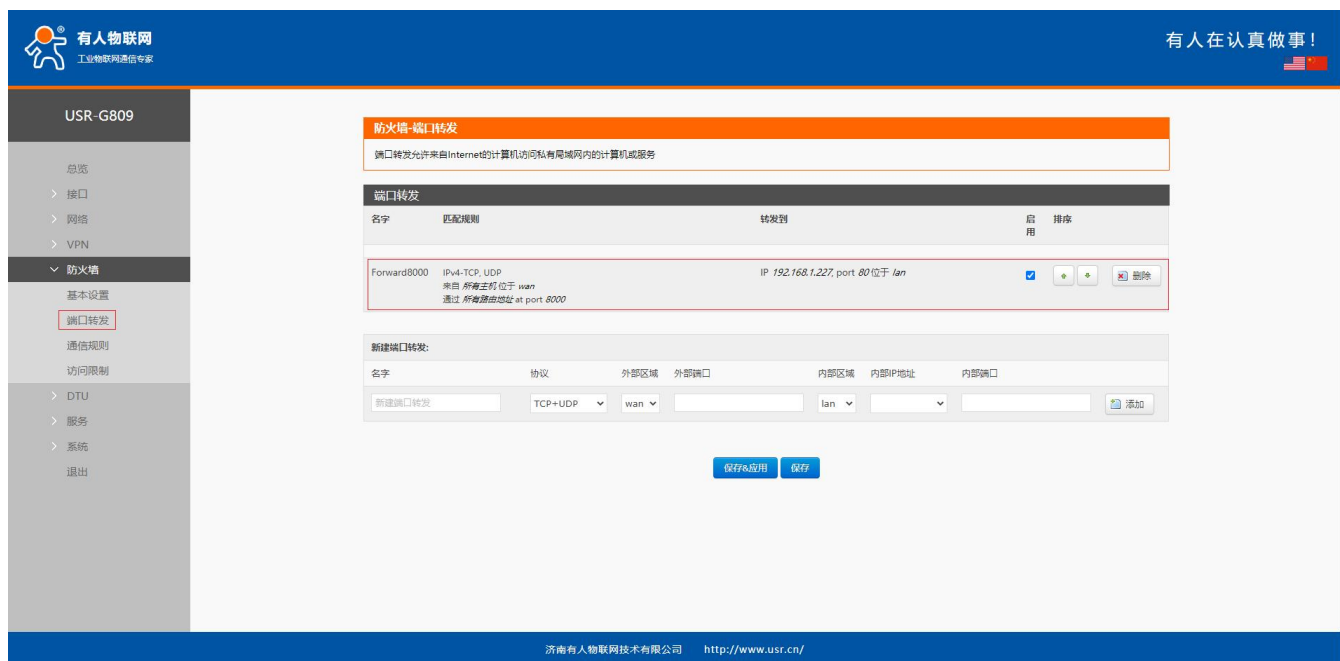 有人物联网
工业物联网通信专家
有人在认真做事!
USR-G809
总览
接口
网络
VPN
防火墙
基本设置
端口转发
通信规则
访问限制
DTU
服务
系统
退出
防火墙-端口转发
端口转发允许来自Internet的计算机访问私有局域网内的计算机或服务
端口转发
名字 匹配规则 转发到 启用 排序
Forward8000 IPv4-TCP, UDP IP 192.168.1.227, port 80 位于 lan 删除
来自 所有主机 位于 wan
通过 所有路由地址 at port 8000
新建端口转发:
名字 协议 外部区域 外部端口 内部区域 内部IP地址 内部端口
新建端口转发 TCP+UDP wan lan 添加
保存&应用 保存
济南有人物联网技术有限公司 http://www.usr.cn/